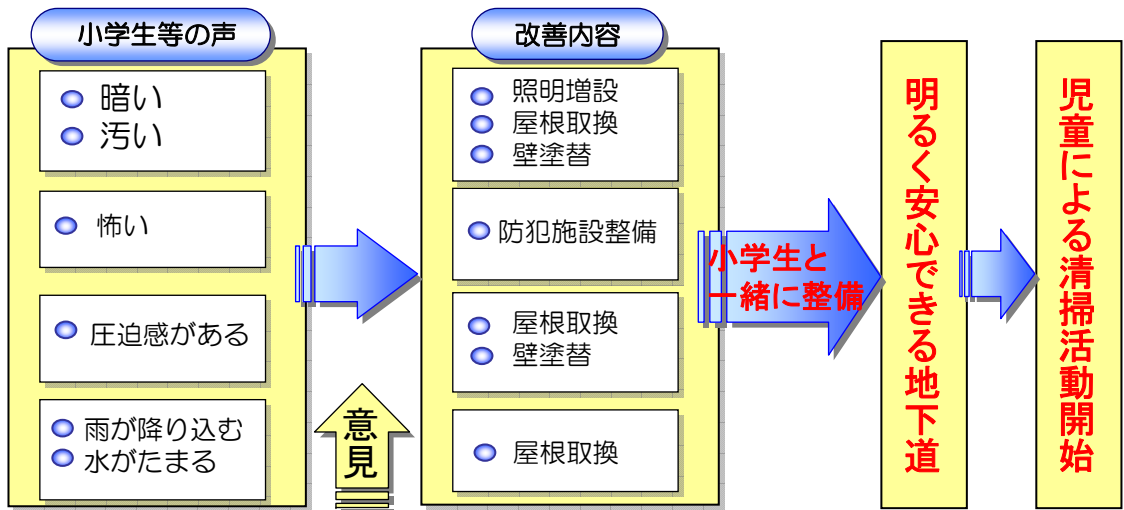 小学生等の声
暗い
汚い
怖い
圧迫感がある
雨が降り込む
水がたまる
意見
改善内容
照明増設
屋根取換
壁塗替
防犯施設整備
屋根取換
壁塗替
屋根取換
小学生と
一緒に整備
明るく安心できる地下道
児童による清掃活動開始